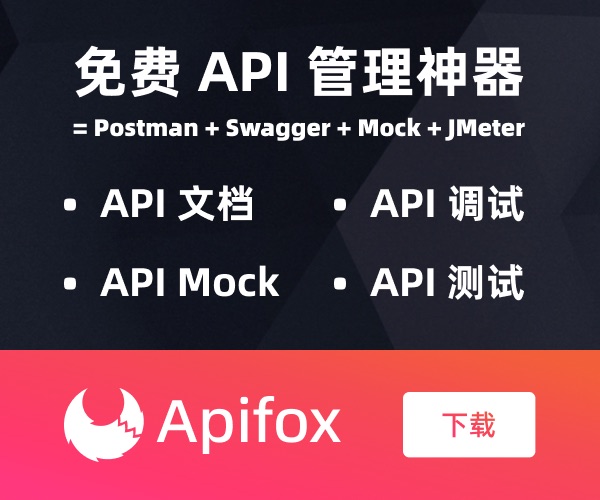 免费 API 管理神器
= Postman + Swagger + Mock + JMeter
• API 文档 • API 调试
• API Mock • API 测试
Apifox 下载